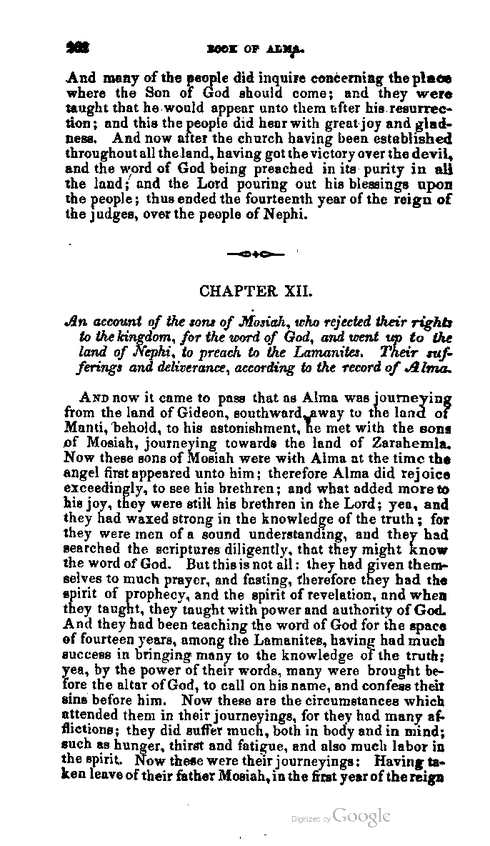 262 BOOK OF ALMA.
And many of the people did inquire concerning the place
where the Son of God should come; and they were
taught that he would appear unto them after his resurrec-
tion; and this the people did hear with great joy and glad-
ness. And now after the church having been established
throughout all the land, having got the victory over the devil,
and the word of God being preached in its purity in all
the land; and the Lord pouring out his blessings upon
the people; thus ended the fourteenth year of the reign of
the judges, over the people of Nephi.
CHAPTER XII.
An account of the sons of Mosiah, who rejected their rights
to the kingdom, for the word of God, and went up to the
land of Nephi, to preach to the Lamanites. Their suf-
ferings and deliverance, according to the record of Alma.
AND now it came to pass that as Alma was journeying
from the land of Gideon, southward, away to the land of
Manti, behold, to his astonishment, he met with the sons
of Mosiah, journeying towards the land of Zarahemla.
Now these sons of Mosiah were with Alma at the time the
angel first appeared unto him; therefore Alma did rejoice
exceedingly, to see his brethren; and what added more to
his joy, they were still his brethren in the Lord; yea, and
they had waxed strong in the knowledge of the truth; for
they were men of a sound understanding, and they had
searched the scriptures diligently, that they might know
the word of God. But this is not all: they had given them-
selves to much prayer, and fasting, therefore they had the
spirit of prophecy, and the spirit of revelation, and when
they taught, they taught with power and authority of God.
And they had been teaching the word of God for the space
of fourteen years, among the Lamanites, having had much
success in bringing many to the knowledge of the truth;
yea, by the power of their words, many were brought be-
fore the altar of God, to call on his name, and confess their
sins before him. Now these are the circumstances which
attended them in their journeyings, for they had many af-
flictions; they did suffer much, both in body and in mind;
such as hunger, thirst and fatigue, and also much labor in
the spirit. Now these were their journeyings: Having ta-
ken leave of their father Mosiah, in the first year of the reign
Digitized by Google